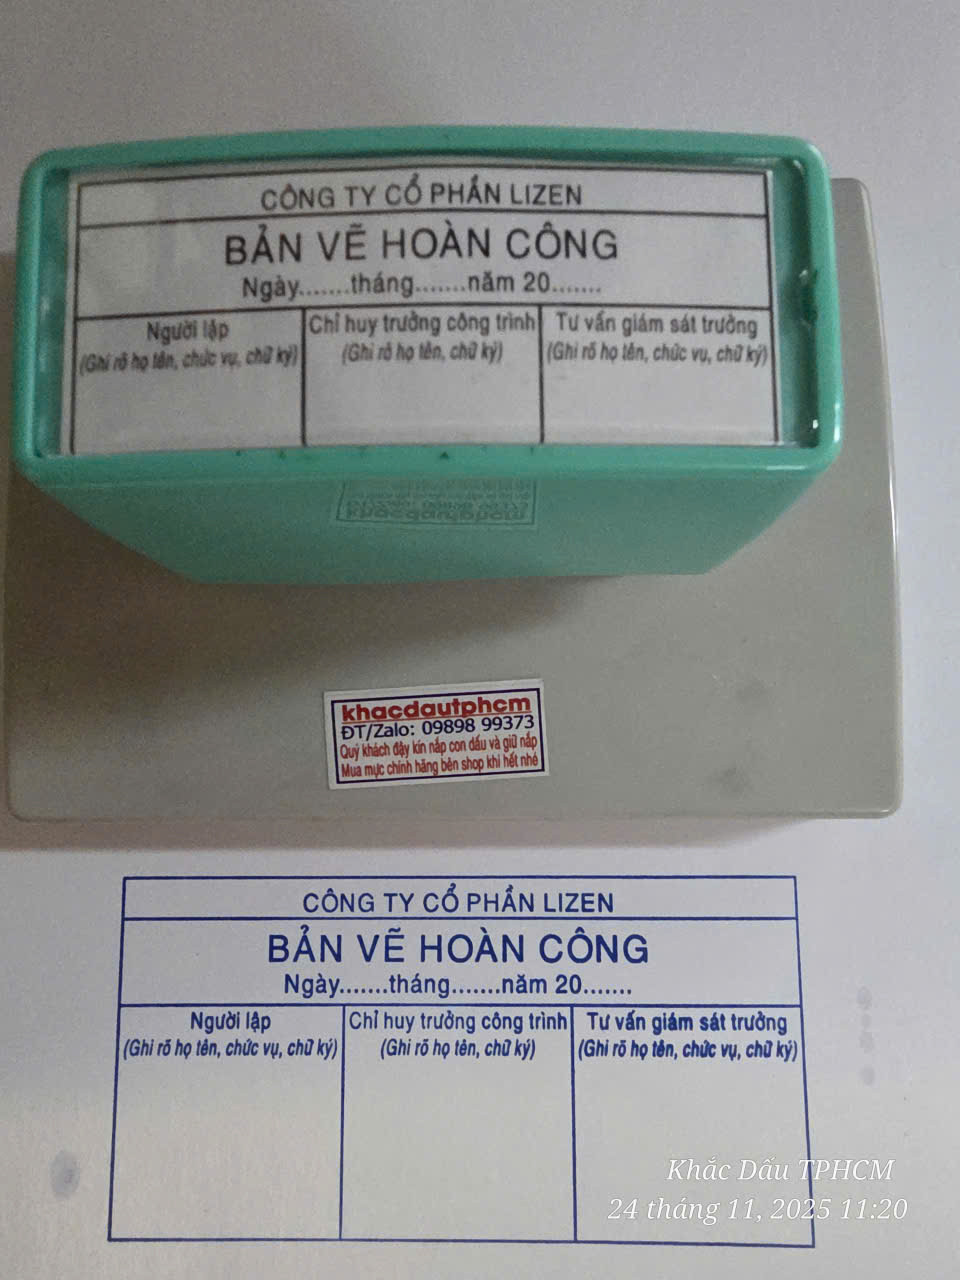 CÔNG TY CỔ PHẦN LIZEN
BẢN VẼ HOÀN CÔNG
Ngày.......tháng.......năm 20.......
Người lập
(Ghi rõ họ tên, chức vụ, chữ ký)
Chỉ huy trưởng công trình
(Ghi rõ họ tên, chữ ký)
Tư vấn giám sát trưởng
(Ghi rõ họ tên, chức vụ, chữ ký)
khacdautphcm
ĐT/Zalo: 09898 99373
Quý khách đậy kín nắp con dấu và giữ nắp
Mua mực chính hãng bên shop khi hết nhé
CÔNG TY CỔ PHẦN LIZEN
BẢN VẼ HOÀN CÔNG
Ngày.......tháng.......năm 20.......
Người lập
(Ghi rõ họ tên, chức vụ, chữ ký)
Chỉ huy trưởng công trình
(Ghi rõ họ tên, chữ ký)
Tư vấn giám sát trưởng
(Ghi rõ họ tên, chức vụ, chữ ký)
Khắc Dấu TPHCM
24 tháng 11, 2025 11:20